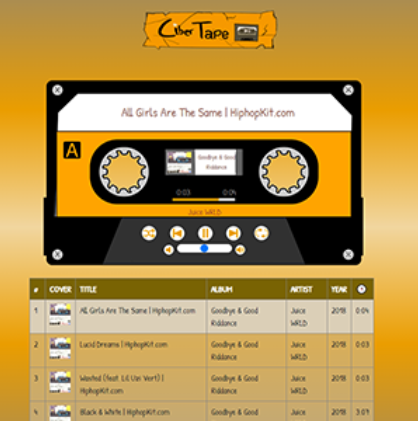 Ciber Tape
All Girls Are The Same | HiphopKit.com
A
Goodbye & Good
Riddance
0:03 0:04
Juice WRLD
# COVER TITLE ALBUM ARTIST YEAR
1 All Girls Are The Same | HiphopKit.com Goodbye & Good Juice 2018 0:04
Riddance WRLD
2 Lucid Dreams | HiphopKit.com Goodbye & Good Juice 2018 0:03
Riddance WRLD
3 Wasted (feat. Lil Uzi Vert) | Goodbye & Good Juice 2018 0:03
HiphopKit.com Riddance WRLD
4 Black & White | HiphopKit.com Goodbye & Good Juice 2018